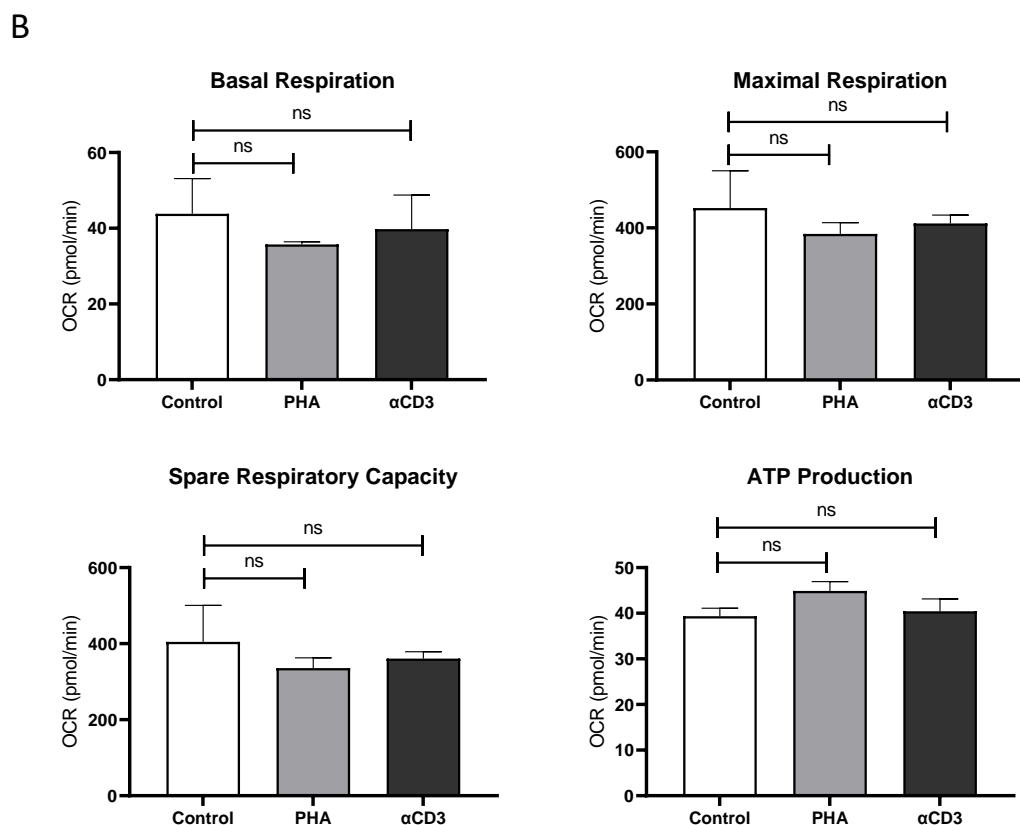 B
Basal Respiration
ns
ns
60
40
20
0
OCR (pmol/min)
Control PHA αCD3
Maximal Respiration
ns
ns
600
400
200
0
OCR (pmol/min)
Control PHA αCD3
Spare Respiratory Capacity
ns
ns
600
400
200
0
OCR (pmol/min)
Control PHA αCD3
ATP Production
ns
ns
50
40
30
20
10
0
OCR (pmol/min)
Control PHA αCD3